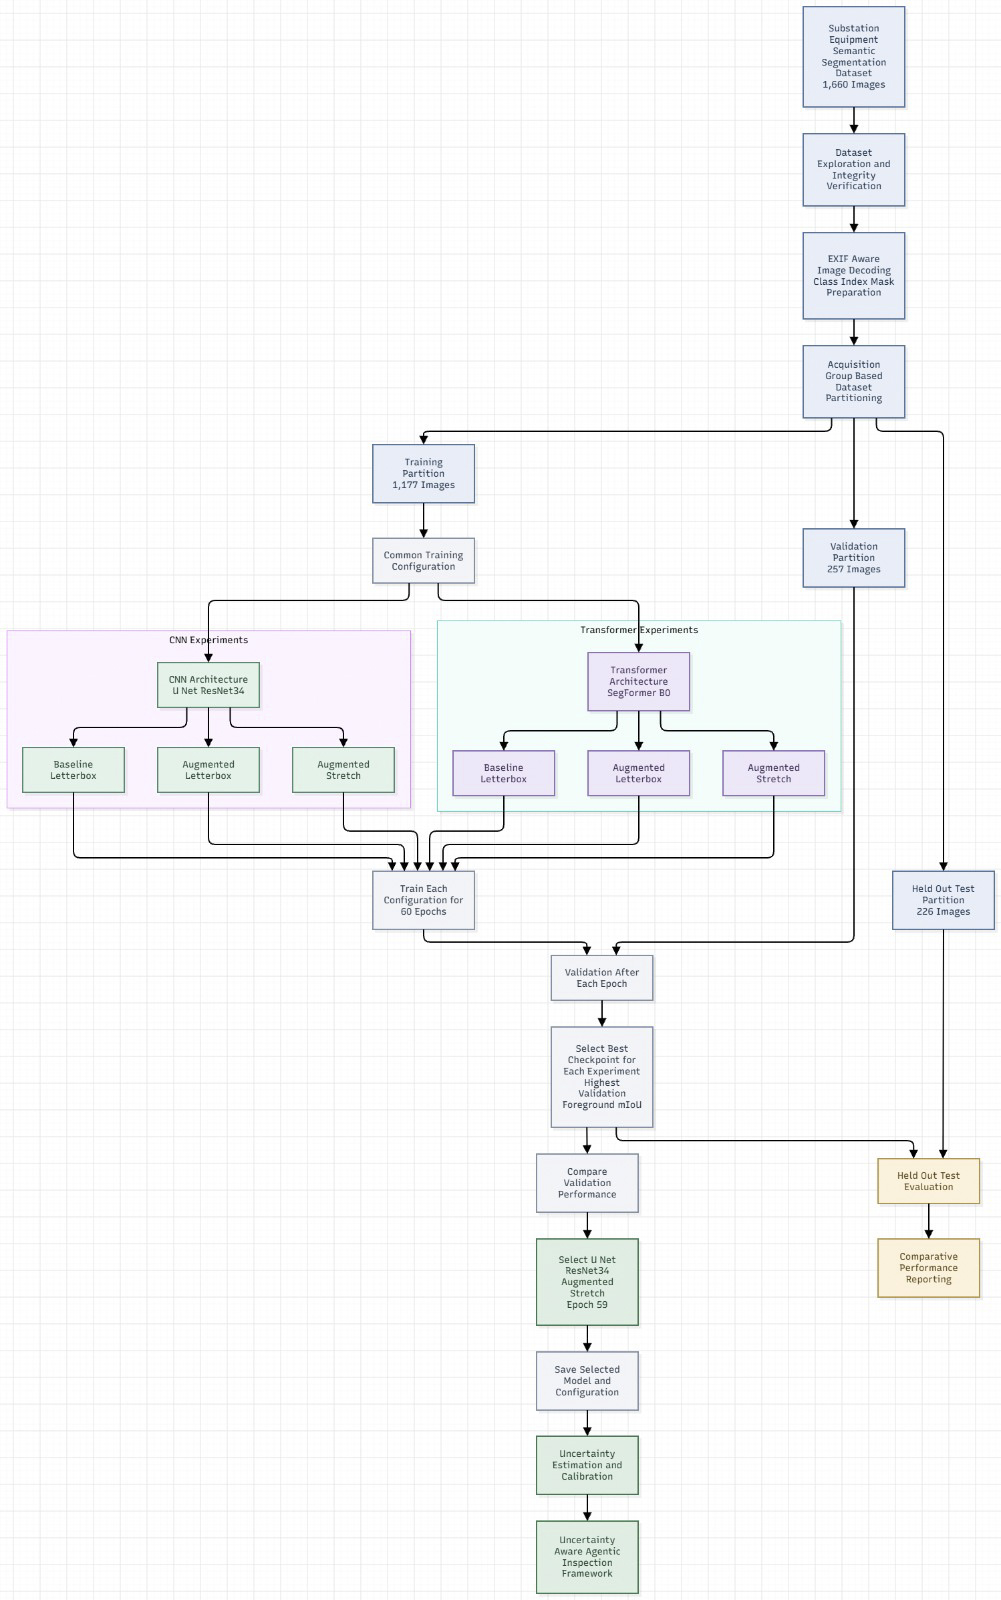 Substation
Equipment
Semantic
Segmentation
Dataset
1,660 Images
Dataset
Exploration and
Integrity
Verification
EXIF Aware
Image Decoding
Class Index Mask
Preparation
Acquisition
Group Based
Dataset
Partitioning
Training
Partition
1,177 Images
Common Training
Configuration
Validation
Partition
257 Images
CNN Experiments
CNN Architecture
U Net ResNet34
Baseline
Letterbox
Augmented
Letterbox
Augmented
Stretch
Transformer Experiments
Transformer
Architecture
SegFormer B0
Baseline
Letterbox
Augmented
Letterbox
Augmented
Stretch
Train Each
Configuration for
60 Epochs
Held Out Test
Partition
226 Images
Validation After
Each Epoch
Select Best
Checkpoint for
Each Experiment
Highest
Validation
Foreground mIoU
Compare
Validation
Performance
Held Out Test
Evaluation
Select U Net
ResNet34
Augmented
Stretch
Epoch 59
Comparative
Performance
Reporting
Save Selected
Model and
Configuration
Uncertainty
Estimation and
Calibration
Uncertainty
Aware Agentic
Inspection
Framework